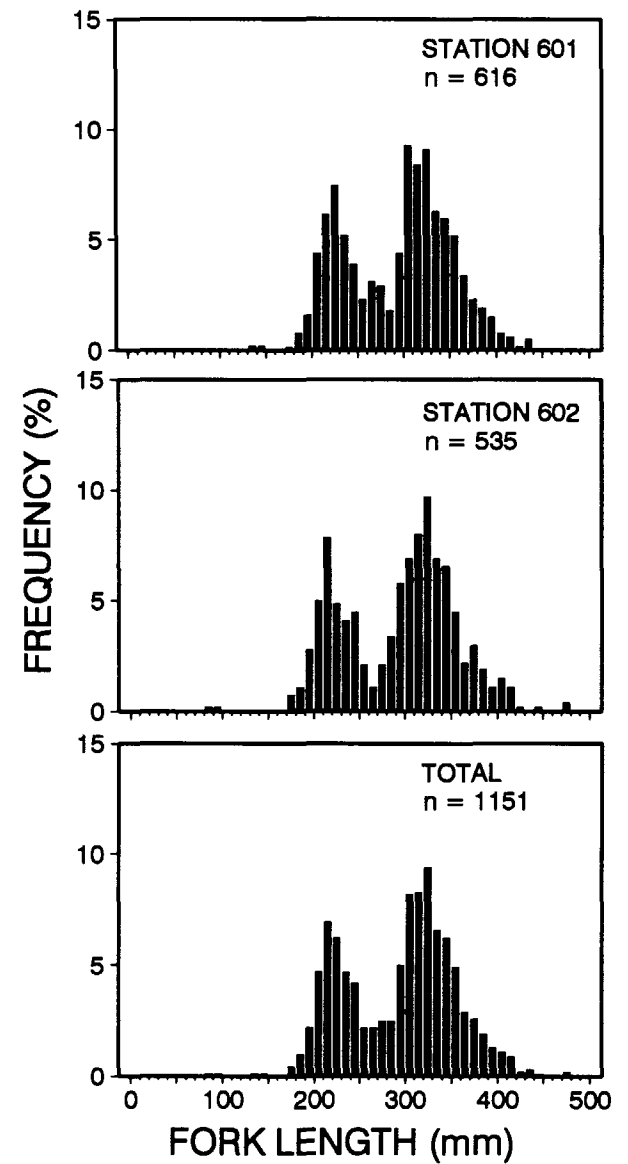 FREQUENCY (%)
15
10
5
0
STATION 601
n = 616
15
10
5
0
STATION 602
n = 535
15
10
5
0
TOTAL
n = 1151
0 100 200 300 400 500
FORK LENGTH (mm)